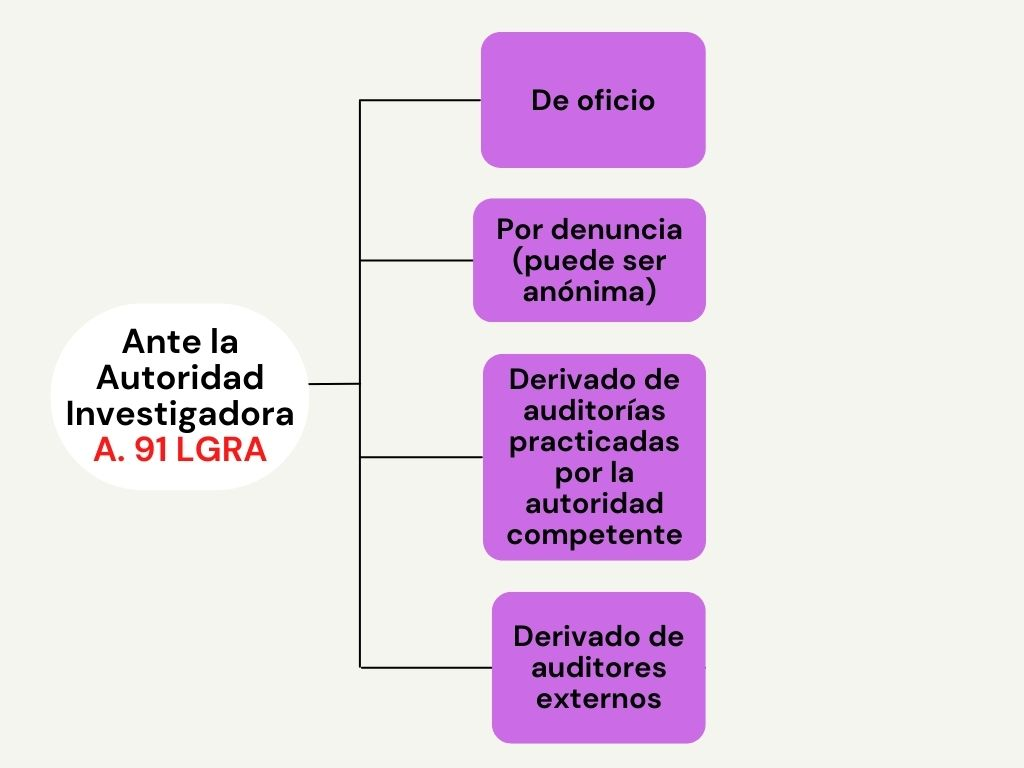 Ante la
Autoridad
Investigadora
A. 91 LGRA
De oficio
Por denuncia
(puede ser
anónima)
Derivado de
auditorías
practicadas
por la
autoridad
competente
Derivado de
auditores
externos